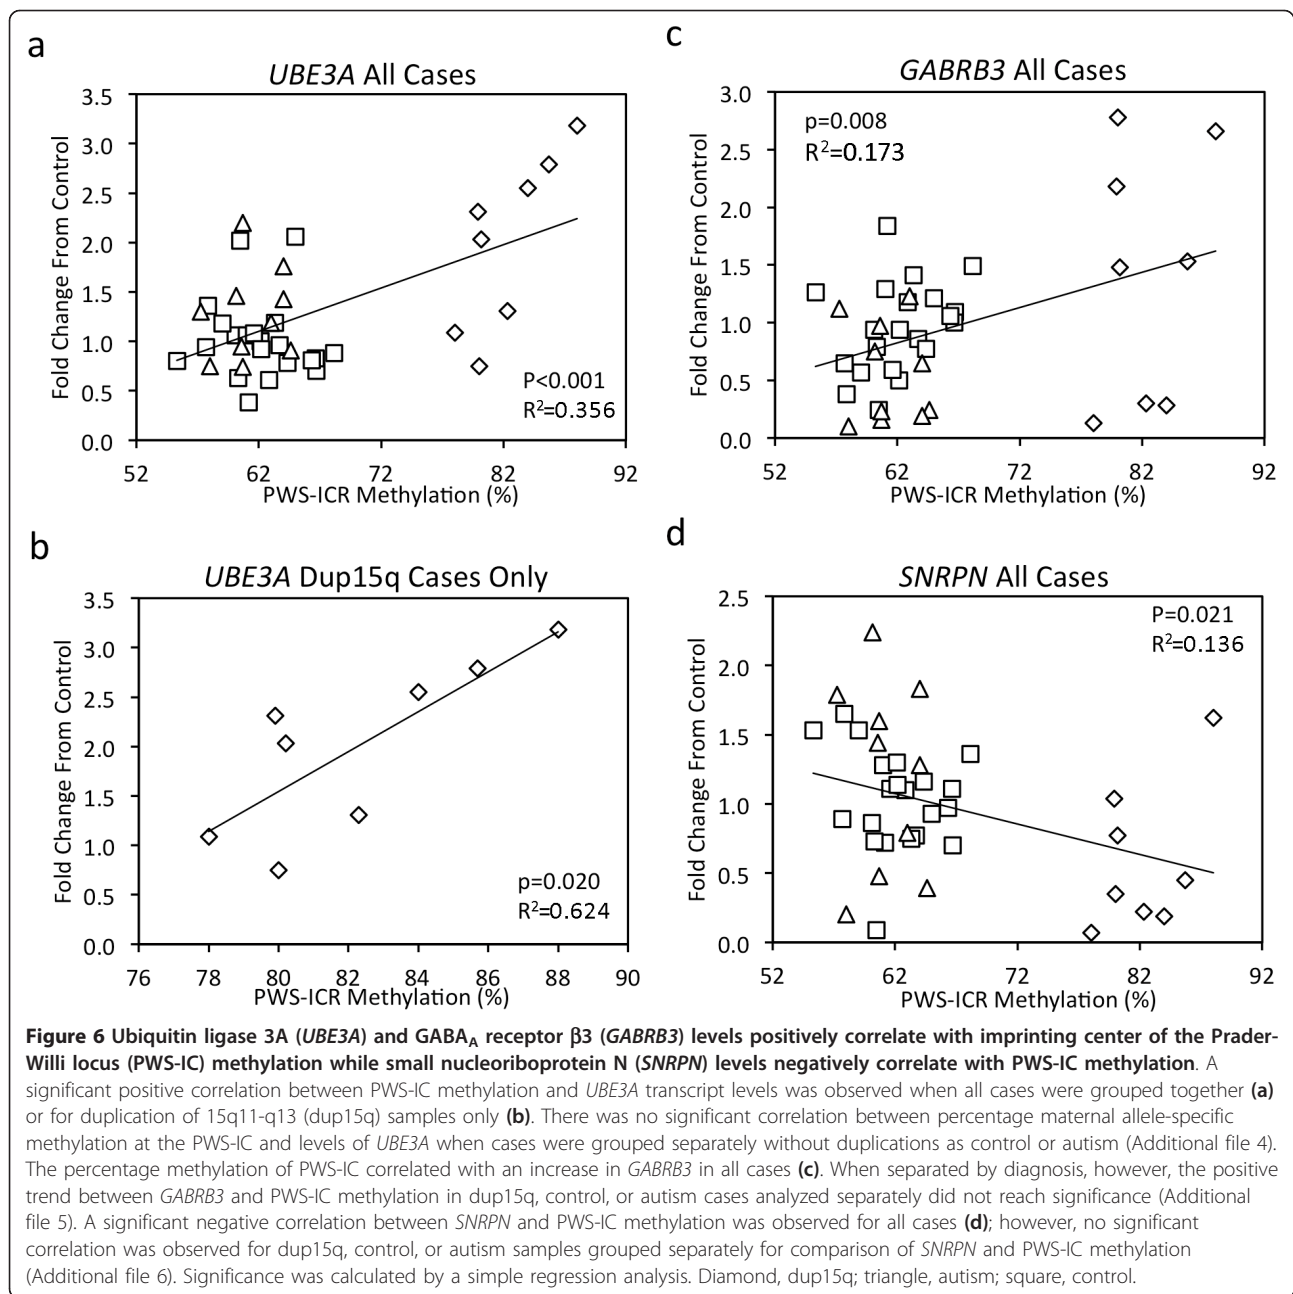 a
UBE3A All Cases
3.5
3.0
2.5
2.0
1.5
1.0
0.5
0.0
Fold Change From Control
P<0.001
R²=0.356
52 62 72 82 92
PWS-ICR Methylation (%)
b
UBE3A Dup15q Cases Only
3.5
3.0
2.5
2.0
1.5
1.0
0.5
0.0
Fold Change From Control
p=0.020
R²=0.624
76 78 80 82 84 86 88 90
PWS-ICR Methylation (%)
c
GABRB3 All Cases
3.0
2.5
2.0
1.5
1.0
0.5
0.0
Fold Change From Control
p=0.008
R²=0.173
52 62 72 82 92
PWS-ICR Methylation (%)
d
SNRPN All Cases
2.5
2.0
1.5
1.0
0.5
0.0
Fold Change From Control
P=0.021
R²=0.136
52 62 72 82 92
PWS-ICR Methylation (%)
Figure 6 Ubiquitin ligase 3A (UBE3A) and GABA_A receptor β3 (GABRB3) levels positively correlate with imprinting center of the Prader-
Willi locus (PWS-IC) methylation while small nucleoriboprotein N (SNRPN) levels negatively correlate with PWS-IC methylation. A
significant positive correlation between PWS-IC methylation and UBE3A transcript levels was observed when all cases were grouped together (a)
or for duplication of 15q11-q13 (dup15q) samples only (b). There was no significant correlation between percentage maternal allele-specific
methylation at the PWS-IC and levels of UBE3A when cases were grouped separately without duplications as control or autism (Additional file 4).
The percentage methylation of PWS-IC correlated with an increase in GABRB3 in all cases (c). When separated by diagnosis, however, the positive
trend between GABRB3 and PWS-IC methylation in dup15q, control, or autism cases analyzed separately did not reach significance (Additional
file 5). A significant negative correlation between SNRPN and PWS-IC methylation was observed for all cases (d); however, no significant
correlation was observed for dup15q, control, or autism samples grouped separately for comparison of SNRPN and PWS-IC methylation
(Additional file 6). Significance was calculated by a simple regression analysis. Diamond, dup15q; triangle, autism; square, control.